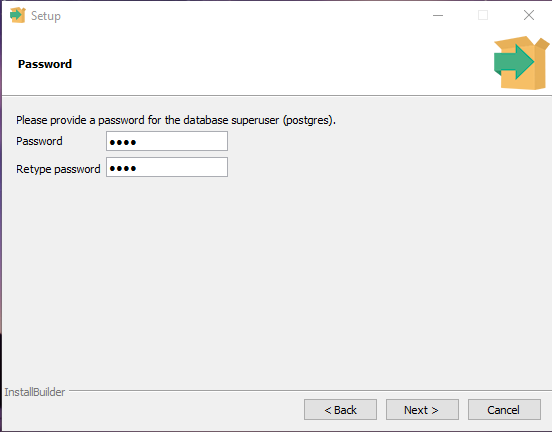 Setup
Password
Please provide a password for the database superuser (postgres).
Password ●●●●
Retype password ●●●●
InstallBuilder
< Back Next > Cancel